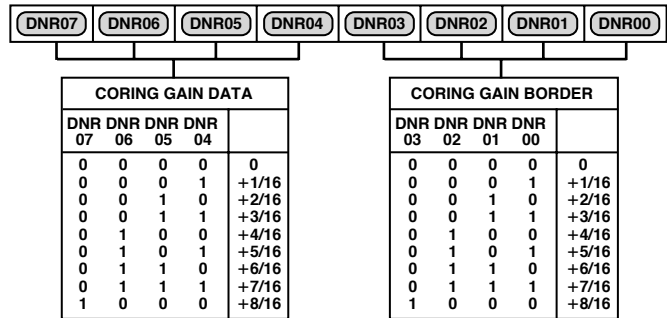 DNR07 DNR06 DNR05 DNR04 DNR03 DNR02 DNR01 DNR00
CORING GAIN DATA
DNR DNR DNR DNR
07 06 05 04
0 0 0 0 0
0 0 0 1 +1/16
0 0 1 0 +2/16
0 0 1 1 +3/16
0 1 0 0 +4/16
0 1 0 1 +5/16
0 1 1 0 +6/16
0 1 1 1 +7/16
1 0 0 0 +8/16
CORING GAIN BORDER
DNR DNR DNR DNR
03 02 01 00
0 0 0 0 0
0 0 0 1 +1/16
0 0 1 0 +2/16
0 0 1 1 +3/16
0 1 0 0 +4/16
0 1 0 1 +5/16
0 1 1 0 +6/16
0 1 1 1 +7/16
1 0 0 0 +8/16